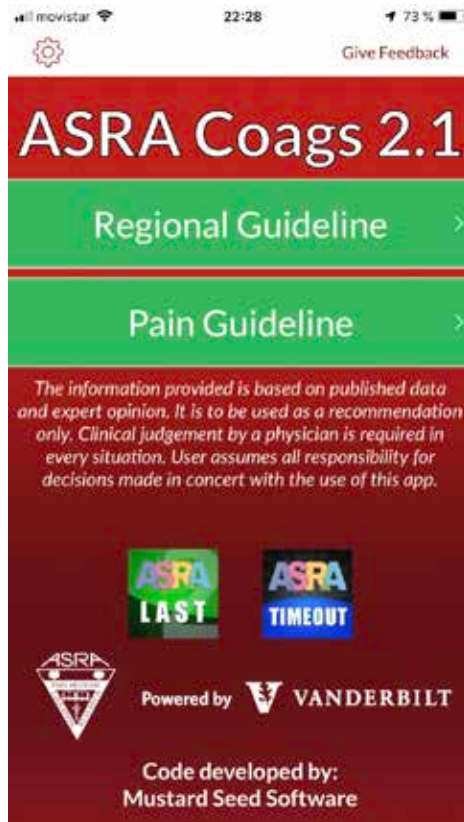 movistar 22:28 73 %
Give Feedback
ASRA Coags 2.1
Regional Guideline
Pain Guideline
The information provided is based on published data
and expert opinion. It is to be used as a recommendation
only. Clinical judgement by a physician is required in
every situation. User assumes all responsibility for
decisions made in concert with the use of this app.
ASRA
LAST
ASRA
TIMEOUT
ASRA
Powered by VANDERBILT
Code developed by:
Mustard Seed Software